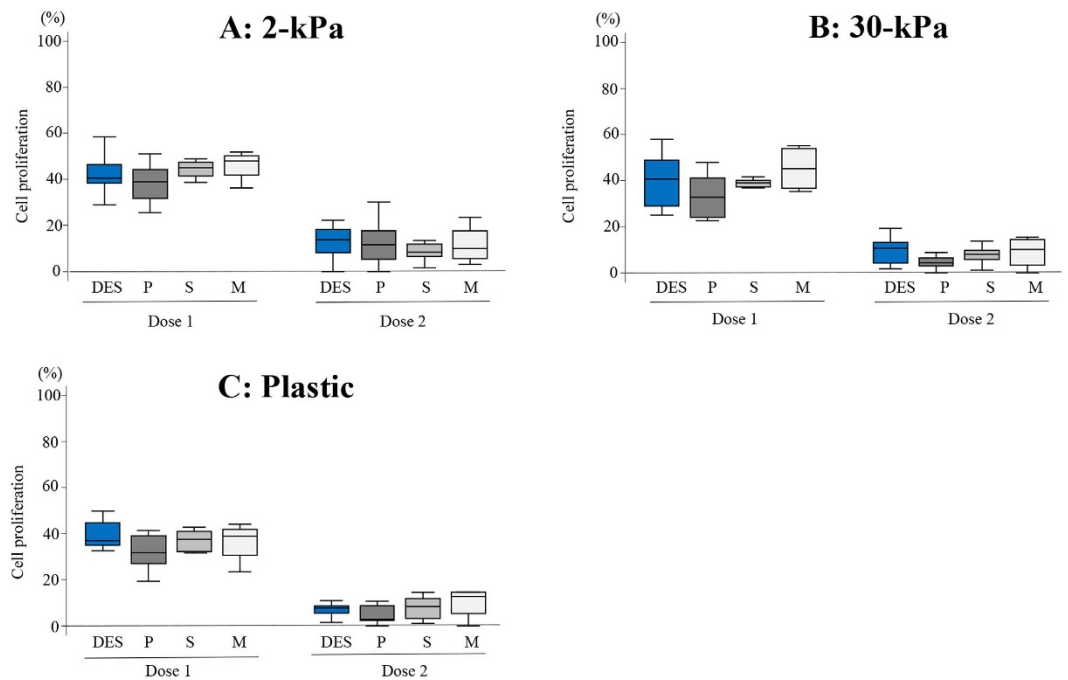 A: 2-kPa
(%)
100
80
60
40
20
0
Cell proliferation
DES P S M DES P S M
Dose 1 Dose 2
B: 30-kPa
(%)
100
80
60
40
20
0
Cell proliferation
DES P S M DES P S M
Dose 1 Dose 2
C: Plastic
(%)
100
80
60
40
20
0
Cell proliferation
DES P S M DES P S M
Dose 1 Dose 2